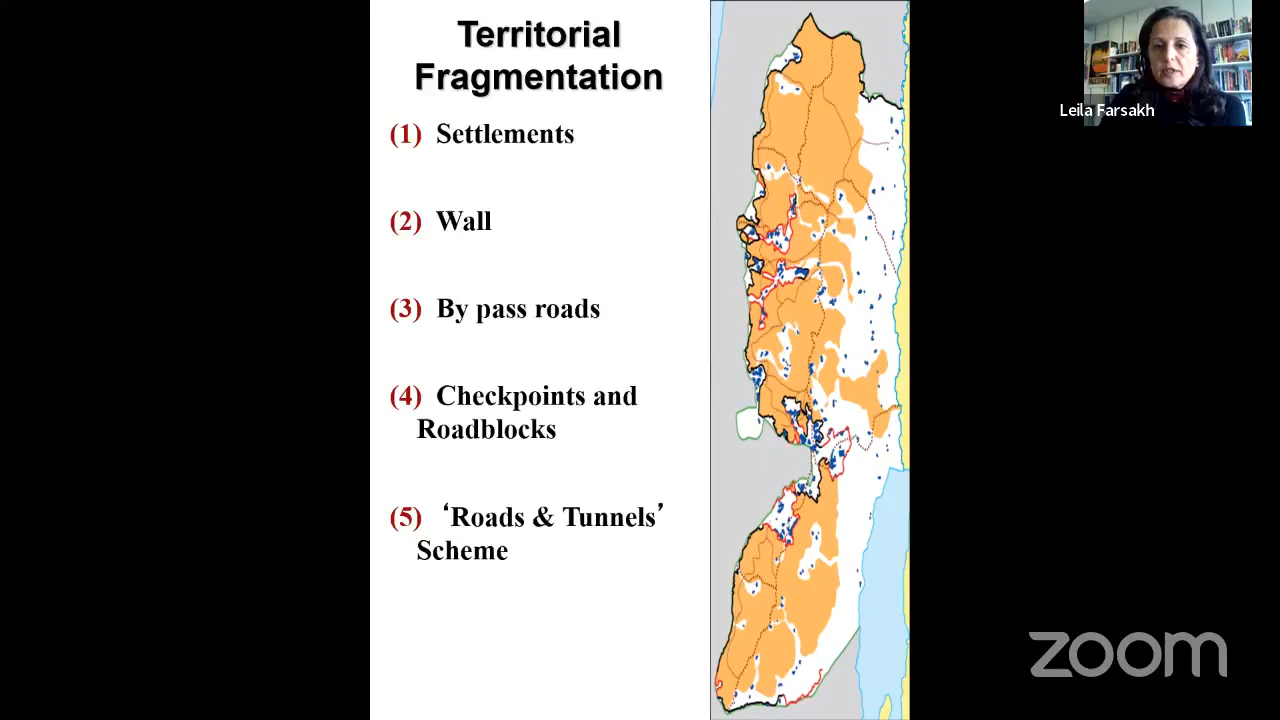 Territorial
Fragmentation
(1) Settlements
(2) Wall
(3) By pass roads
(4) Checkpoints and
Roadblocks
(5) ‘Roads & Tunnels’
Scheme
Leila Farsakh
zoom